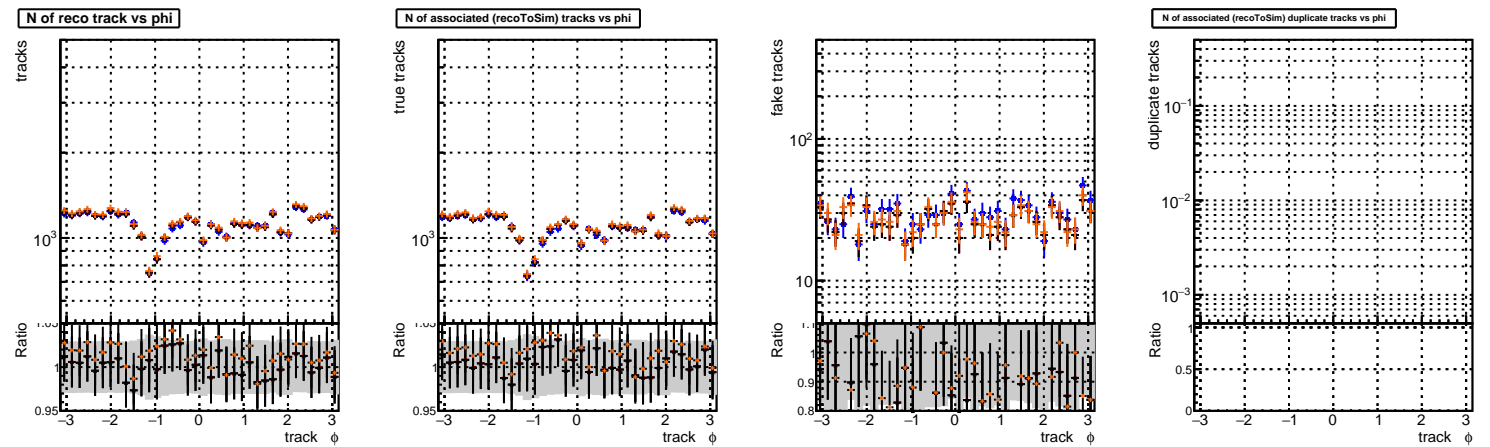 N of reco track vs phi
tracks
10³
Ratio
1.05
1
0.95
−3 −2 −1 0 1 2 3
track φ
N of associated (recoToSim) tracks vs phi
true tracks
10³
Ratio
1.05
1
0.95
−3 −2 −1 0 1 2 3
track φ
fake tracks
10²
10
Ratio
1.1
1
0.9
0.8
−3 −2 −1 0 1 2 3
track φ
N of associated (recoToSim) duplicate tracks vs phi
duplicate tracks
10⁻¹
10⁻²
10⁻³
Ratio
1
0.5
0
−3 −2 −1 0 1 2 3
track φ